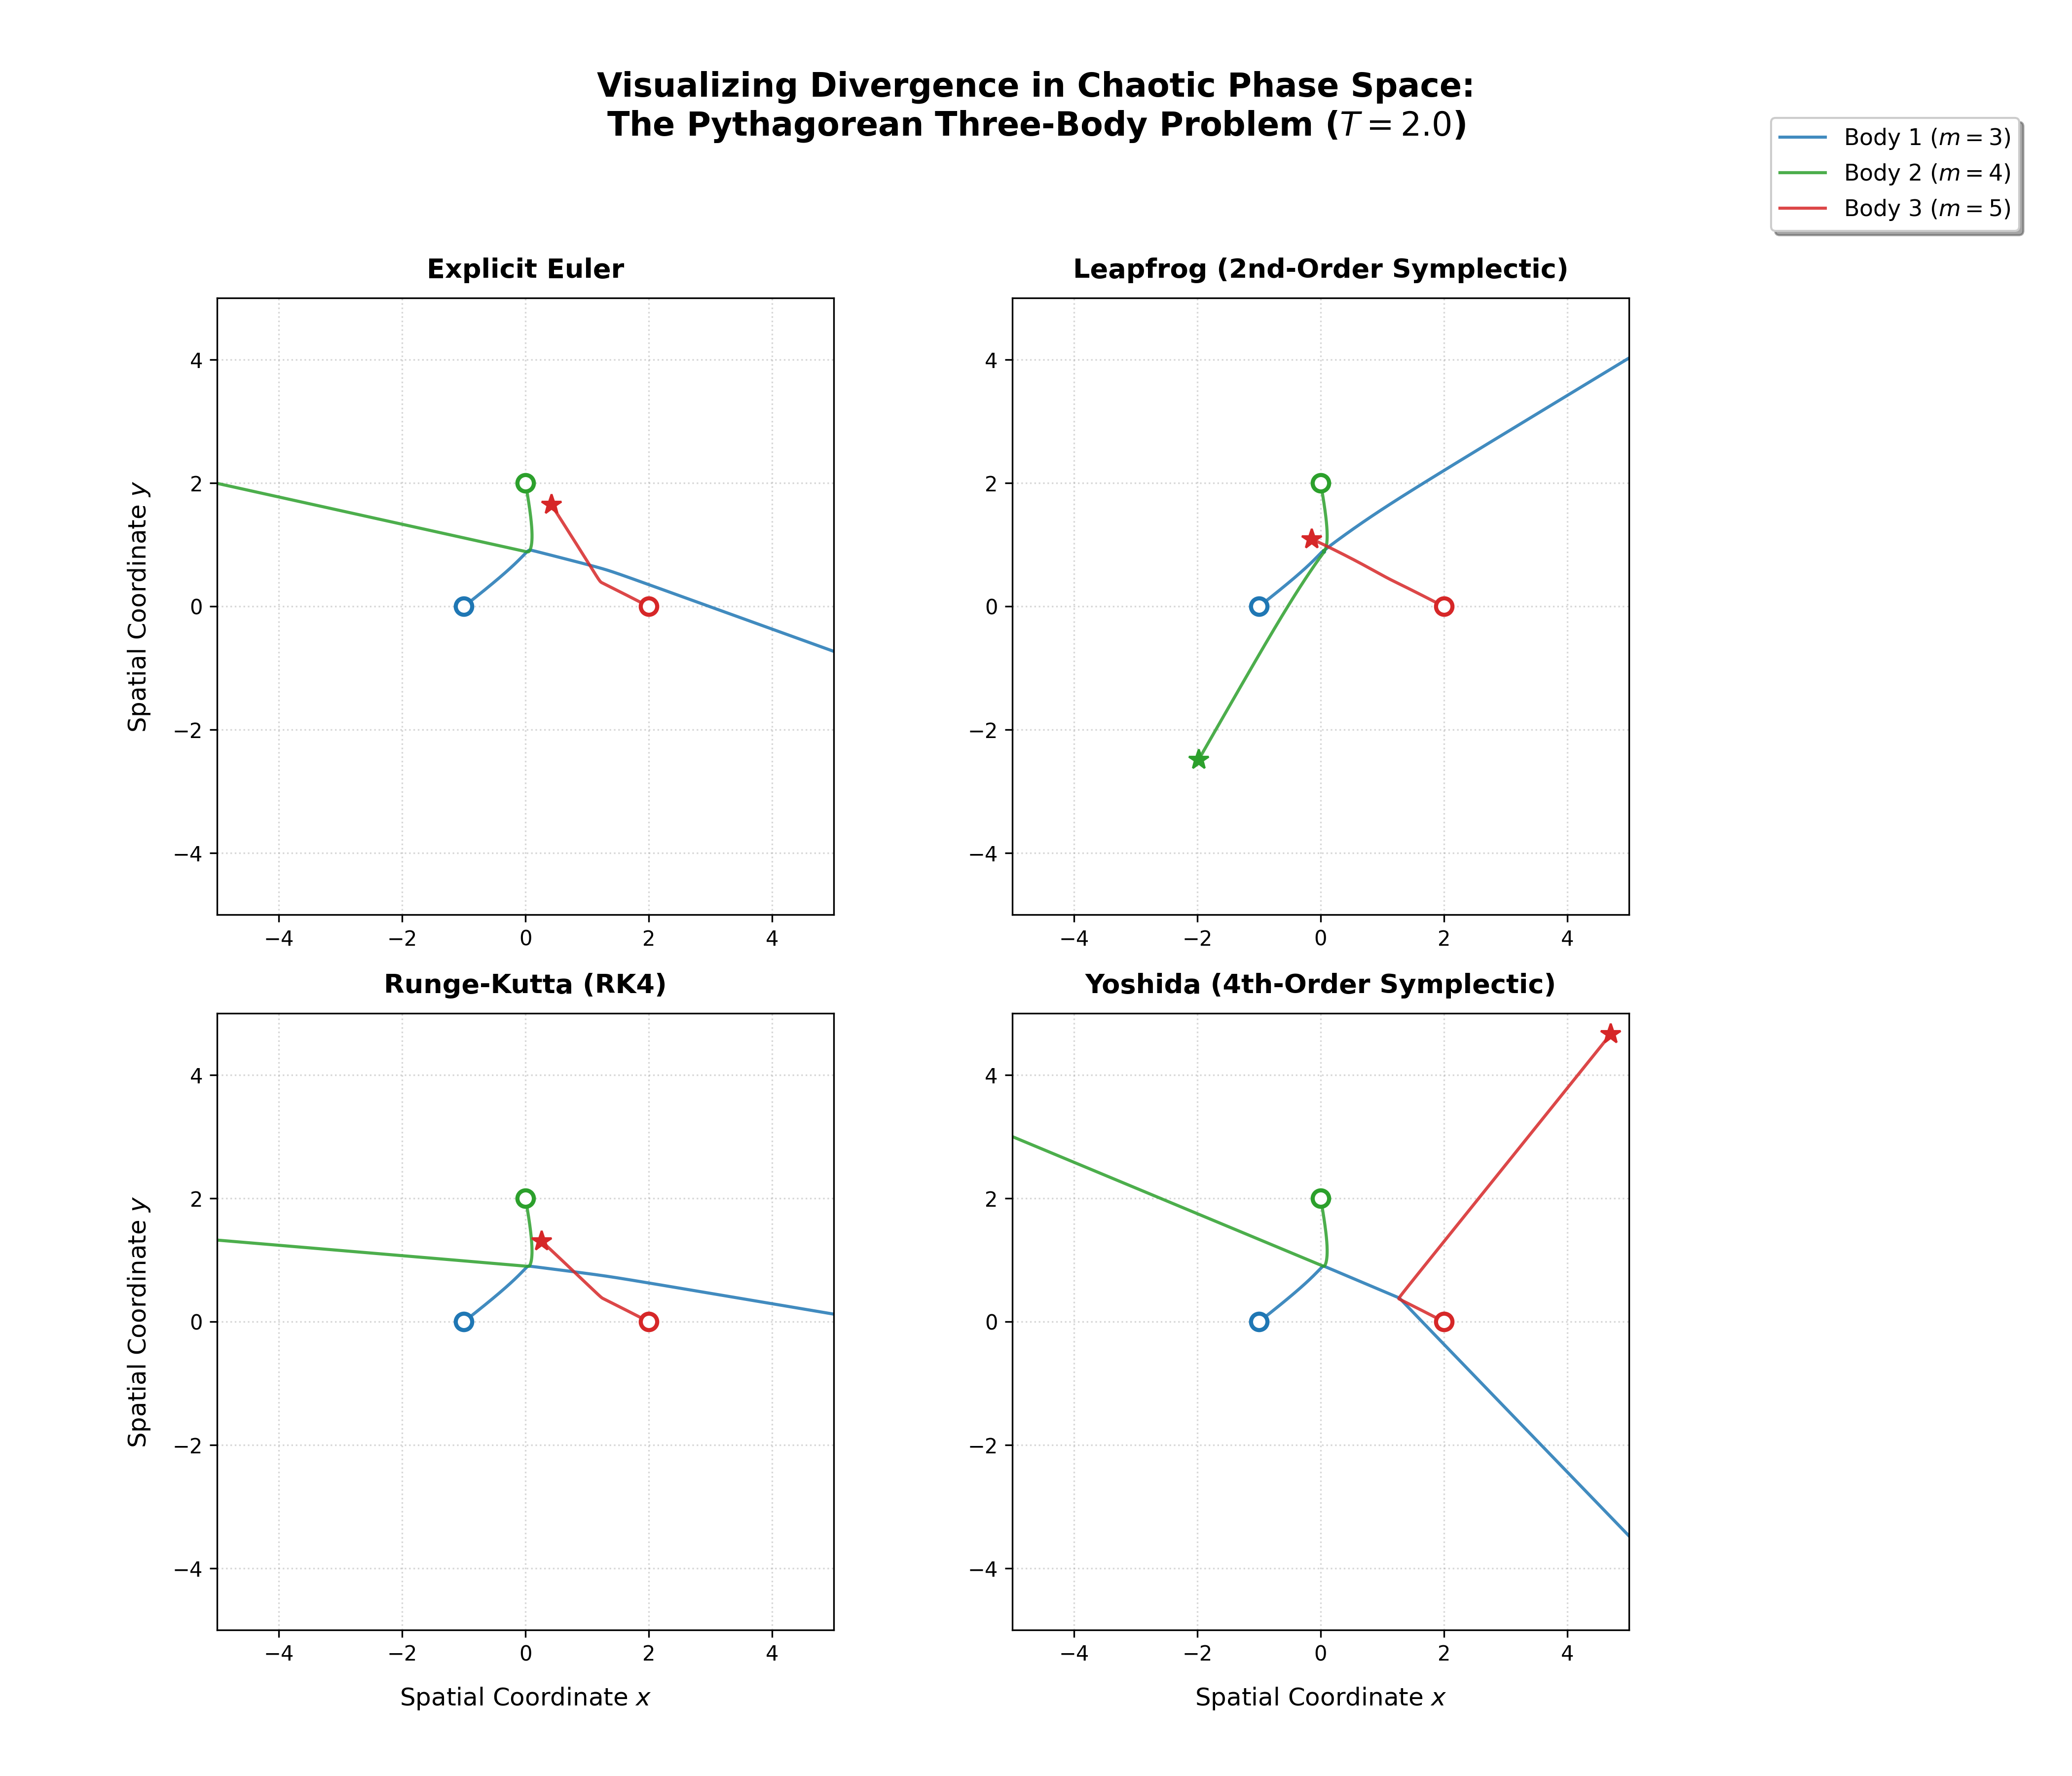 Visualizing Divergence in Chaotic Phase Space:
The Pythagorean Three-Body Problem (T = 2.0)
Body 1 (m = 3)
Body 2 (m = 4)
Body 3 (m = 5)
Explicit Euler
Spatial Coordinate y
4
2
0
−2
−4
−4 −2 0 2 4
Leapfrog (2nd-Order Symplectic)
4
2
0
−2
−4
−4 −2 0 2 4
Runge-Kutta (RK4)
Spatial Coordinate y
4
2
0
−2
−4
−4 −2 0 2 4
Spatial Coordinate x
Yoshida (4th-Order Symplectic)
4
2
0
−2
−4
−4 −2 0 2 4
Spatial Coordinate x